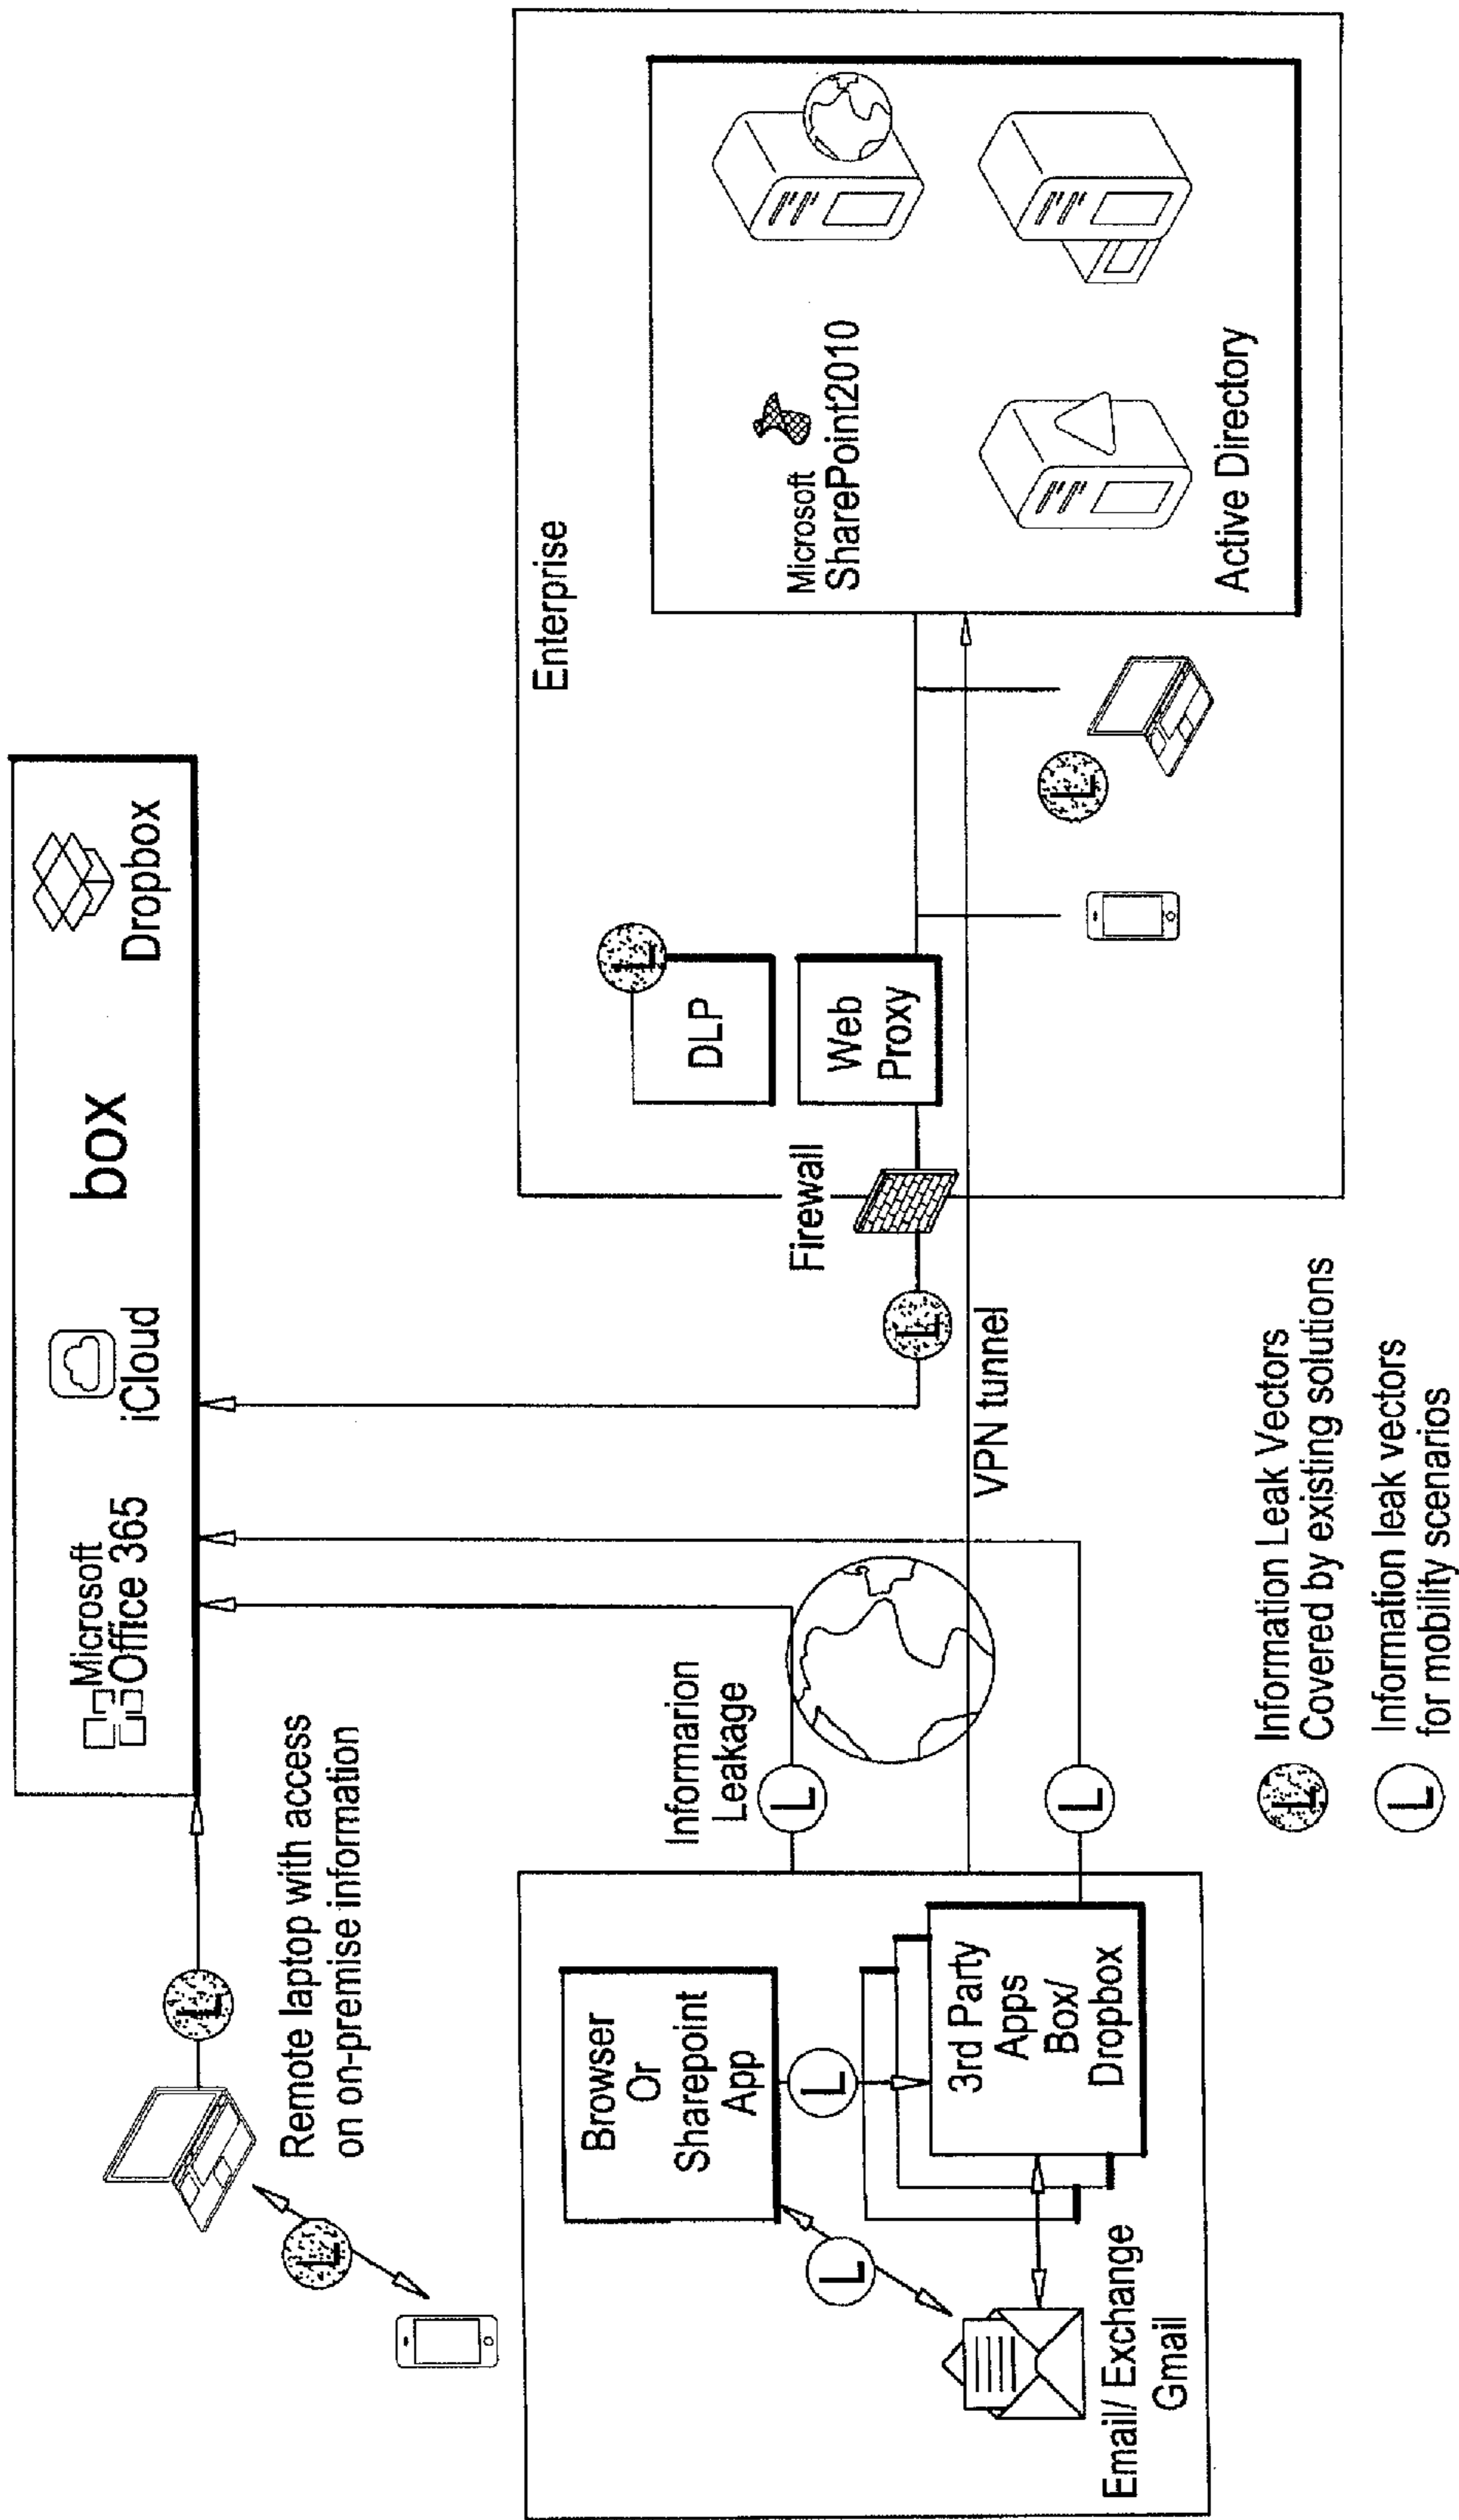 Microsoft
Office 365
iCloud
box
Dropbox
Remote laptop with access
on on-premise information
Enterprise
Informarion
Leakage
L
L
L
L
L
L
L
L
Firewall
DLP
Web
Proxy
Microsoft
SharePoint2010
Active Directory
VPN tunnel
Browser
Or
Sharepoint
App
3rd Party
Apps
Box/
Dropbox
Email/ Exchange
Gmail
L
Information Leak Vectors
Covered by existing solutions
L
Information leak vectors
for mobility scenarios